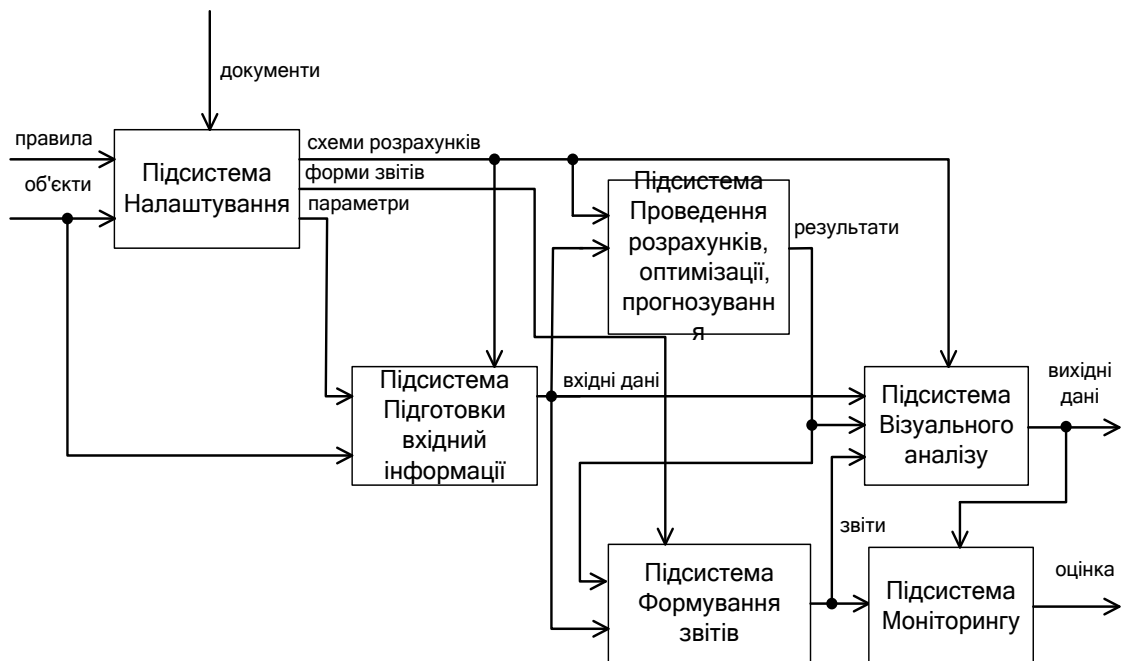 документи
правила
об'єкти
Підсистема
Налаштування
схеми розрахунків
форми звітів
параметри
Підсистема
Проведення
розрахунків,
оптимізації,
прогнозуванн
я
результати
Підсистема
Підготовки
вхідний
інформації
вхідні дані
Підсистема
Візуального
аналізу
вихідні
дані
звіти
Підсистема
Формування
звітів
Підсистема
Моніторингу
оцінка